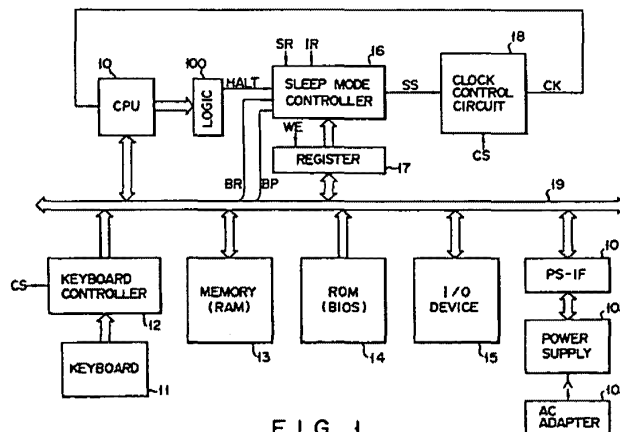 SR IR
16
18
10
100
HALT
CPU
LOGIC
SLEEP MODE
CONTROLLER
SS
CLOCK
CONTROL
CIRCUIT
CK
WE
REGISTER
17
CS
BR
BP
19
CS
KEYBOARD
CONTROLLER
12
KEYBOARD
11
MEMORY
(RAM)
13
ROM
(BIOS)
14
I/O
DEVICE
15
PS-IF
POWER
SUPPLY
AC
ADAPTER
FIG. 1